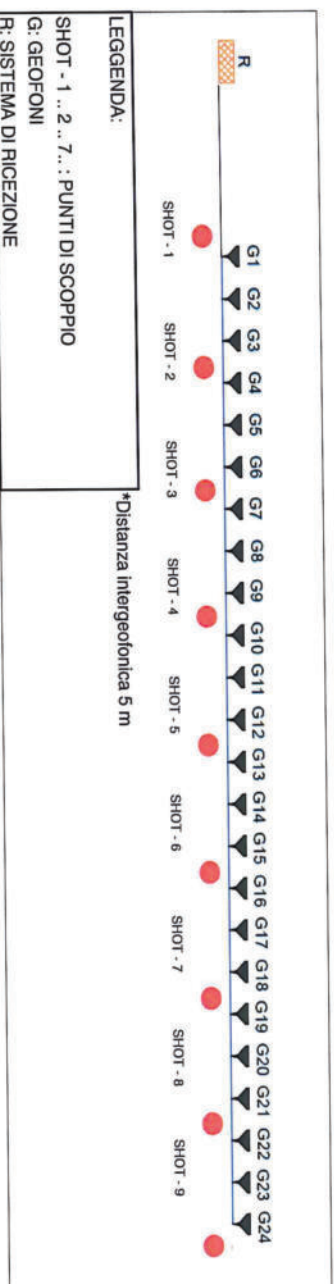 R
G1 G2 G3 G4 G5 G6 G7 G8 G9 G10 G11 G12 G13 G14 G15 G16 G17 G18 G19 G20 G21 G22 G23 G24
SHOT - 1 SHOT - 2 SHOT - 3 SHOT - 4 SHOT - 5 SHOT - 6 SHOT - 7 SHOT - 8 SHOT - 9
*Distanza intergeofonica 5 m
LEGGENDA:
SHOT - 1 .. 2 .. 7.. : PUNTI DI SCOPPIO
G: GEOFONI
R: SISTEMA DI RICEZIONE